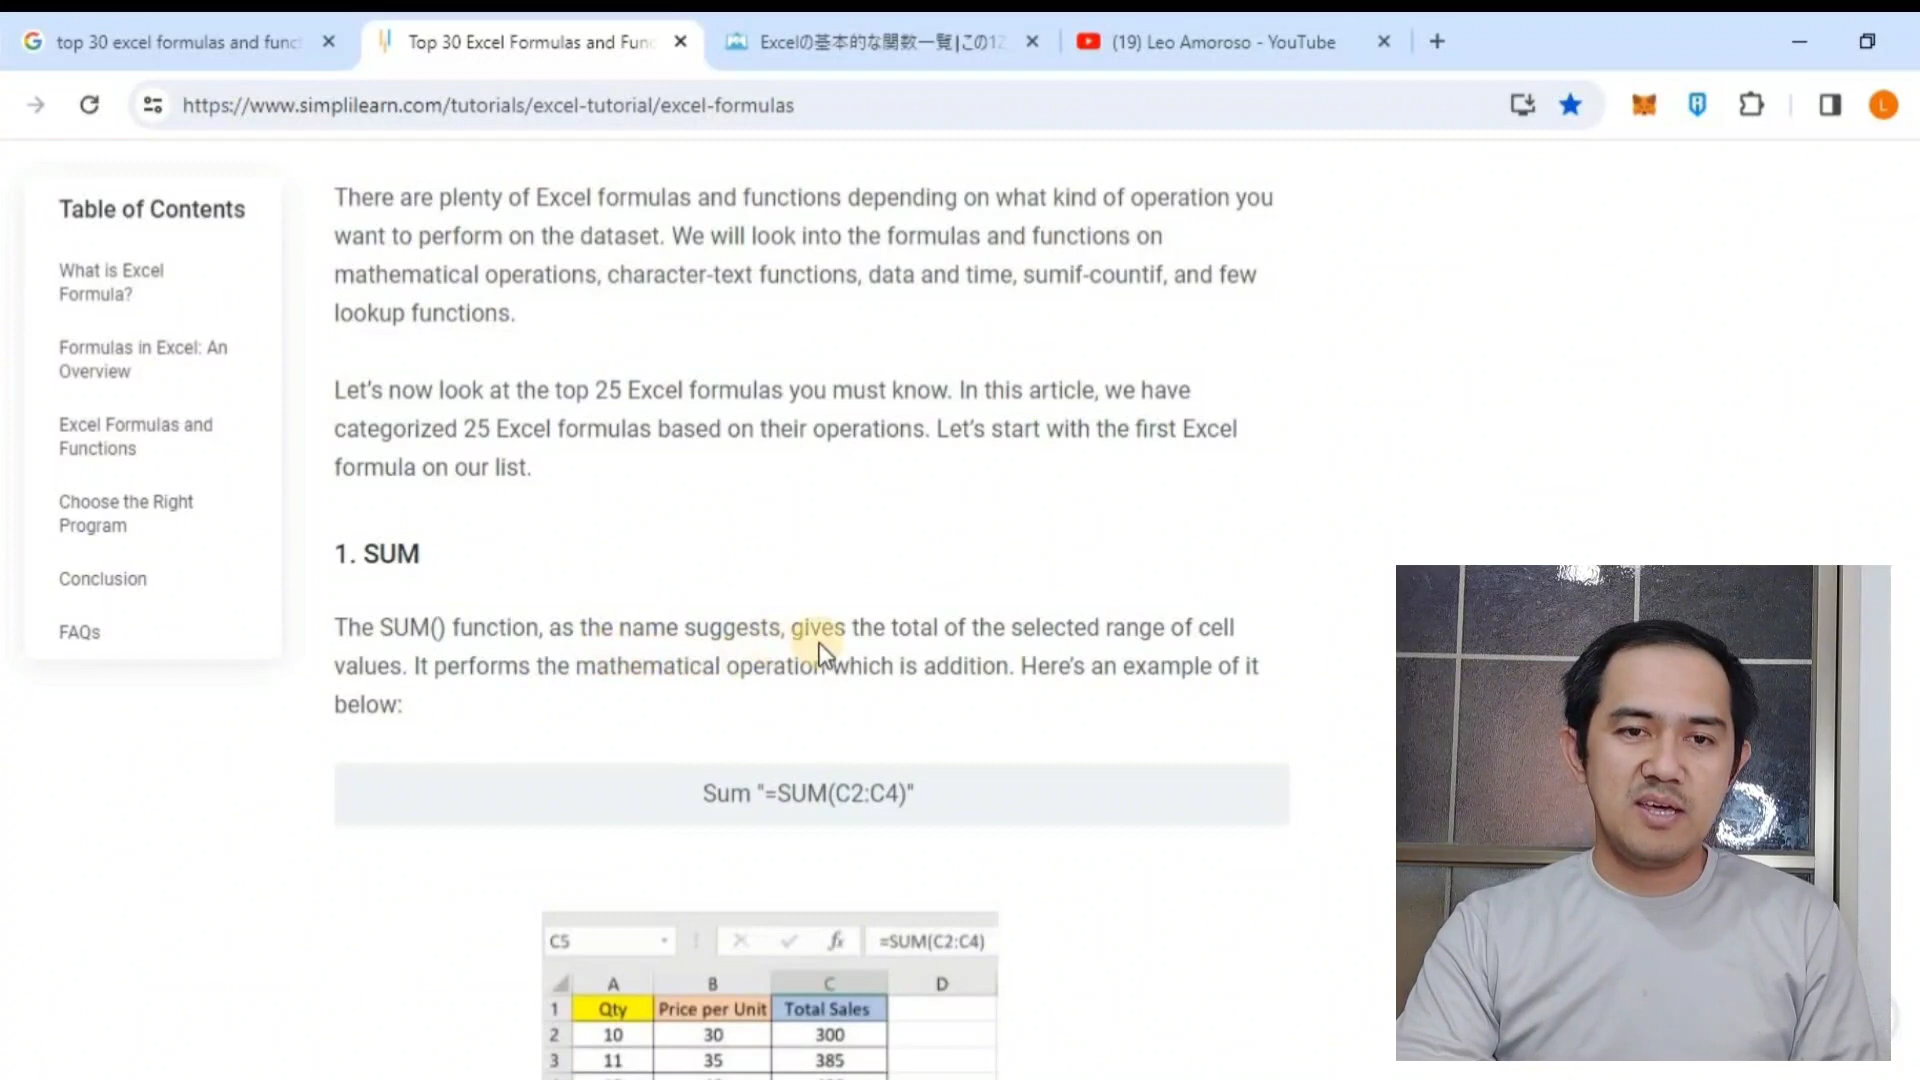 top 30 excel formulas and func
Top 30 Excel Formulas and Func
Excelの基本的な関数一覧|この12
(19) Leo Amoroso - YouTube
https://www.simplilearn.com/tutorials/excel-tutorial/excel-formulas
L
Table of Contents
What is Excel
Formula?
Formulas in Excel: An
Overview
Excel Formulas and
Functions
Choose the Right
Program
Conclusion
FAQs
There are plenty of Excel formulas and functions depending on what kind of operation you
want to perform on the dataset. We will look into the formulas and functions on
mathematical operations, character-text functions, data and time, sumif-countif, and few
lookup functions.
Let's now look at the top 25 Excel formulas you must know. In this article, we have
categorized 25 Excel formulas based on their operations. Let's start with the first Excel
formula on our list.
1. SUM
The SUM() function, as the name suggests, gives the total of the selected range of cell
values. It performs the mathematical operation which is addition. Here's an example of it
below:
Sum "=SUM(C2:C4)"
C5 fx =SUM(C2:C4)
A B C D
1 Qty Price per Unit Total Sales
2 10 30 300
3 11 35 385